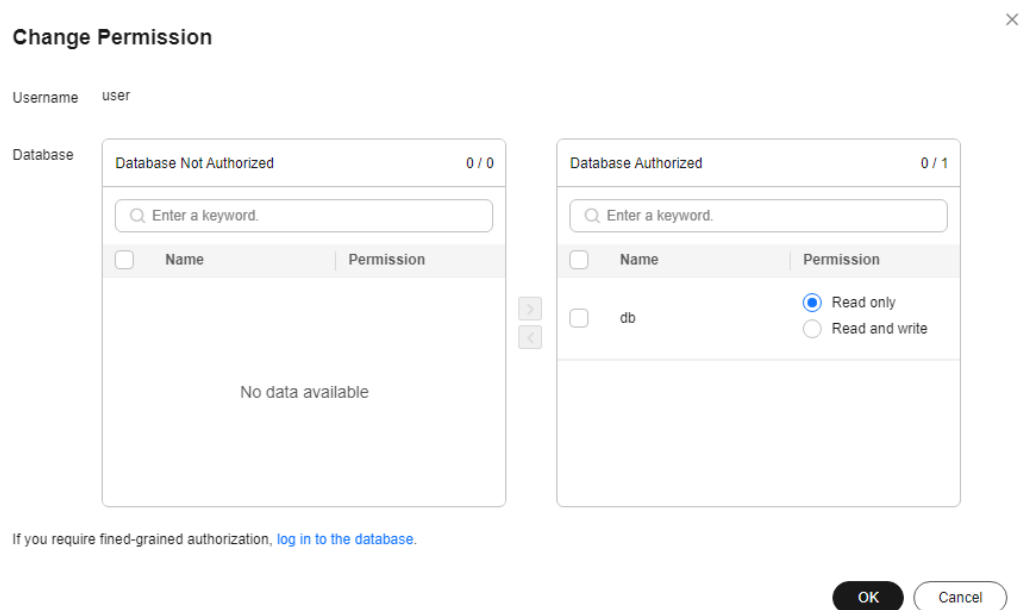 Change Permission
Username user
Database
Database Not Authorized 0 / 0
Enter a keyword.
Name Permission
No data available
Database Authorized 0 / 1
Enter a keyword.
Name Permission
db
Read only
Read and write
If you require fined-grained authorization, log in to the database.
OK Cancel